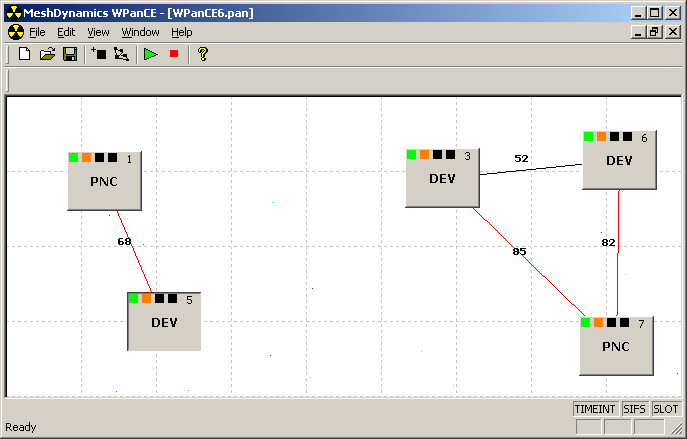 MeshDynamics WPanCE - [WPanCE6.pan]
File Edit View Window Help
1
PNC
3
DEV
52
6
DEV
68
85
82
5
DEV
7
PNC
TIMEINT SIFS SLOT
Ready